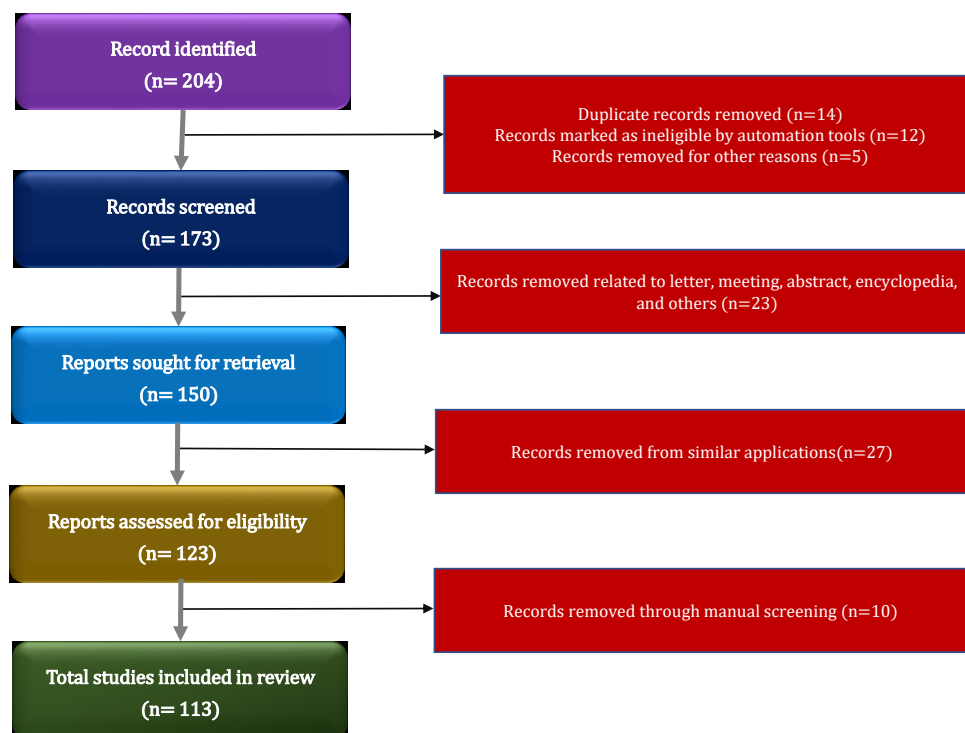 Record identified
(n= 204)
Duplicate records removed (n=14)
Records marked as ineligible by automation tools (n=12)
Records removed for other reasons (n=5)
Records screened
(n= 173)
Records removed related to letter, meeting, abstract, encyclopedia,
and others (n=23)
Reports sought for retrieval
(n= 150)
Records removed from similar applications(n=27)
Reports assessed for eligibility
(n= 123)
Records removed through manual screening (n=10)
Total studies included in review
(n= 113)